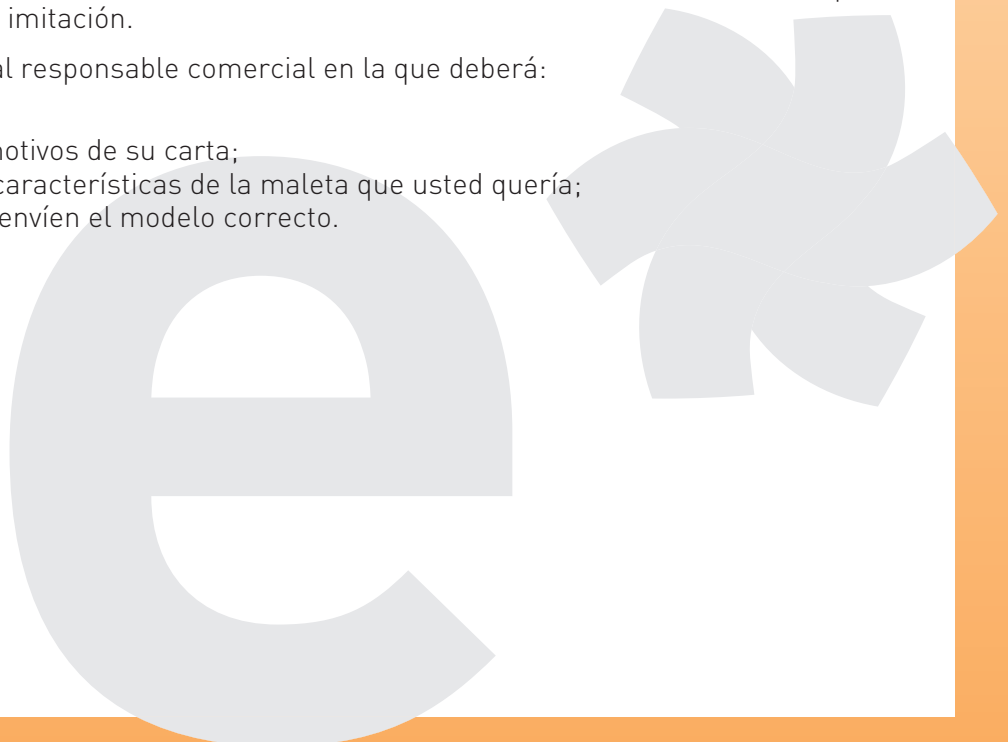 imitación.
al responsable comercial en la que deberá:
otivos de su carta;
características de la maleta que usted quería;
envíen el modelo correcto.
e*